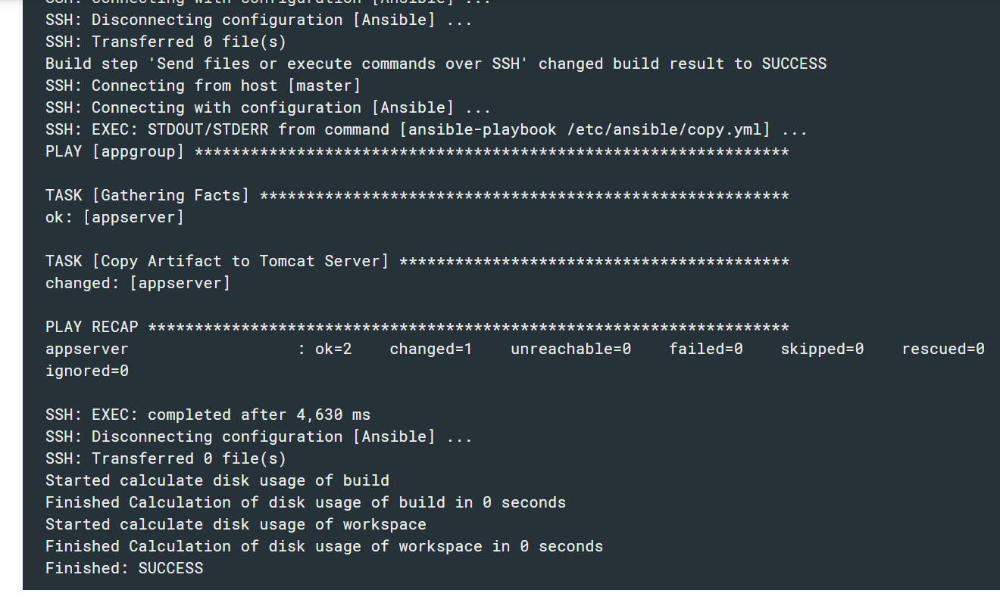 SSH: Connecting with configuration [Ansible] ...
SSH: Disconnecting configuration [Ansible] ...
SSH: Transferred 0 file(s)
Build step 'Send files or execute commands over SSH' changed build result to SUCCESS
SSH: Connecting from host [master]
SSH: Connecting with configuration [Ansible] ...
SSH: EXEC: STDOUT/STDERR from command [ansible-playbook /etc/ansible/copy.yml] ...
PLAY [appgroup] ****************************************************************

TASK [Gathering Facts] *********************************************************
ok: [appserver]

TASK [Copy Artifact to Tomcat Server] ******************************************
changed: [appserver]

PLAY RECAP *********************************************************************
appserver                  : ok=2    changed=1    unreachable=0    failed=0    skipped=0    rescued=0
ignored=0

SSH: EXEC: completed after 4,630 ms
SSH: Disconnecting configuration [Ansible] ...
SSH: Transferred 0 file(s)
Started calculate disk usage of build
Finished Calculation of disk usage of build in 0 seconds
Started calculate disk usage of workspace
Finished Calculation of disk usage of workspace in 0 seconds
Finished: SUCCESS